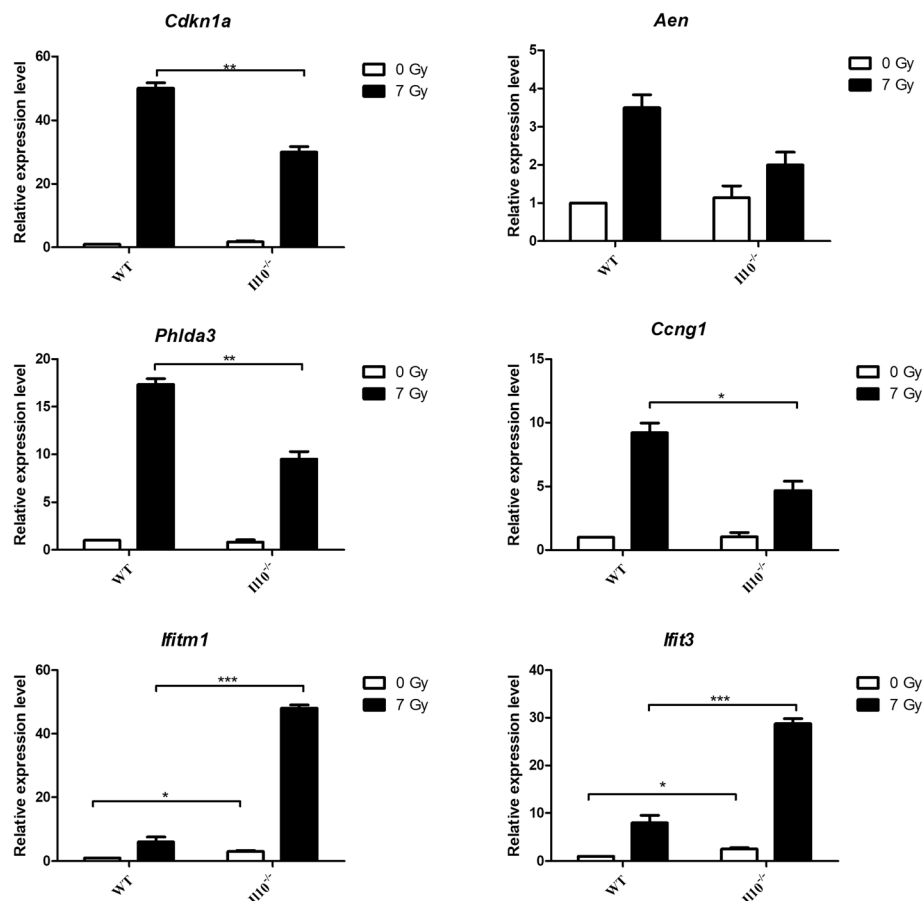 Cdkn1a
Relative expression level
60
40
20
0
**
0 Gy
7 Gy
WT
Il10-/-
Aen
Relative expression level
5
4
3
2
1
0
0 Gy
7 Gy
WT
Il10-/-
Phlda3
Relative expression level
20
15
10
5
0
**
0 Gy
7 Gy
WT
Il10-/-
Ccng1
Relative expression level
15
10
5
0
*
0 Gy
7 Gy
WT
Il10-/-
Ifitm1
Relative expression level
60
40
20
0
***
*
0 Gy
7 Gy
WT
Il10-/-
Ifit3
Relative expression level
40
30
20
10
0
***
*
0 Gy
7 Gy
WT
Il10-/-